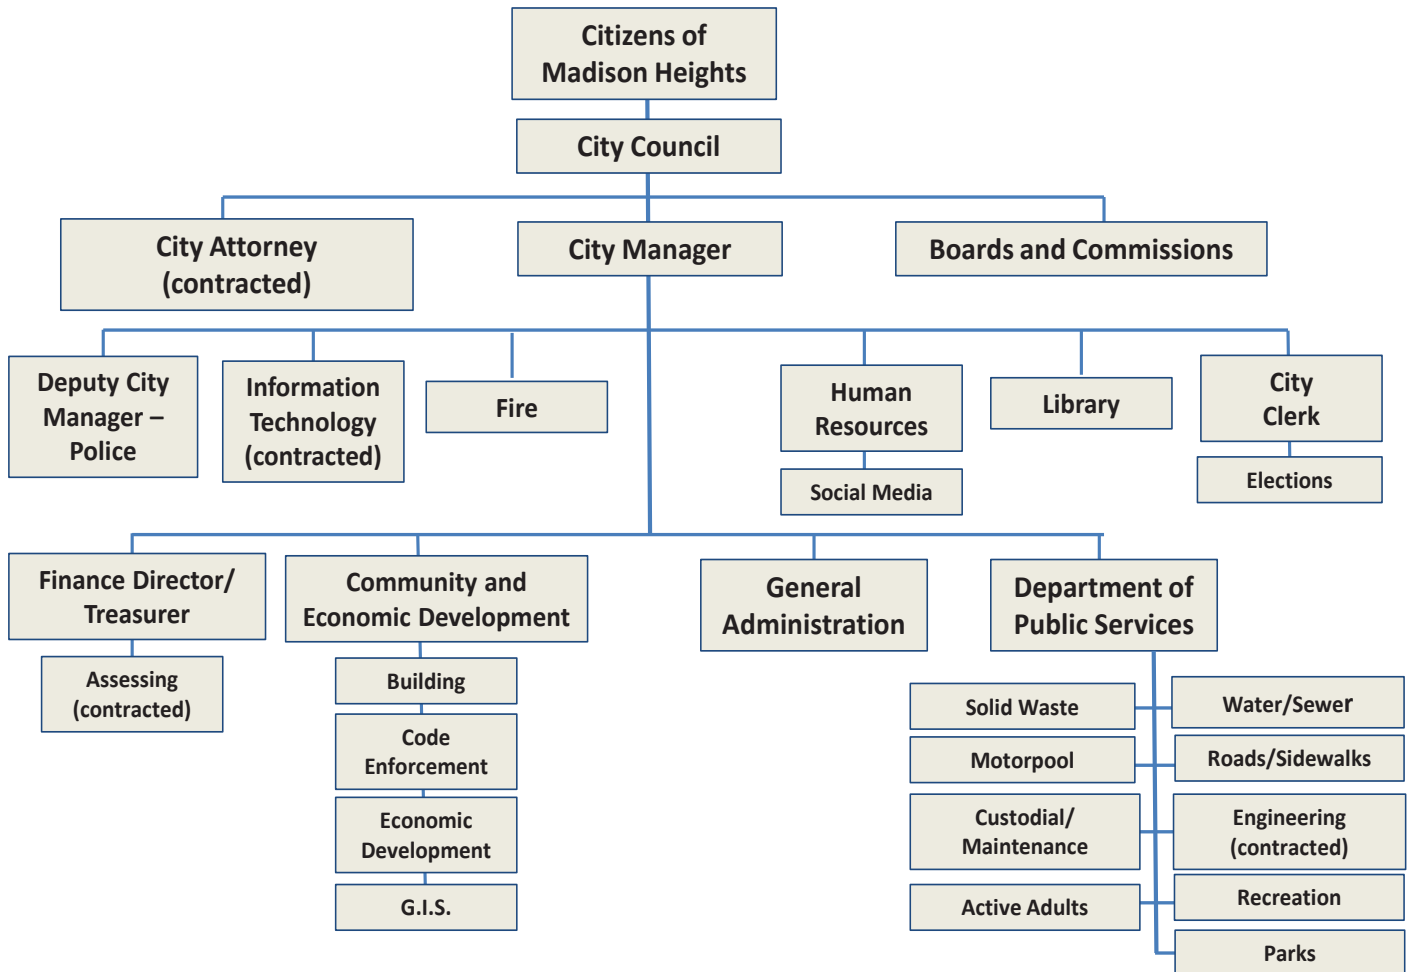 Citizens of
Madison Heights
City Council
City Attorney
(contracted)
City Manager
Boards and Commissions
Deputy City
Manager –
Police
Information
Technology
(contracted)
Fire
Human
Resources
Social Media
Library
City
Clerk
Elections
Finance Director/
Treasurer
Assessing
(contracted)
Community and
Economic Development
Building
Code
Enforcement
Economic
Development
G.I.S.
General
Administration
Department of
Public Services
Solid Waste
Water/Sewer
Motorpool
Roads/Sidewalks
Custodial/
Maintenance
Engineering
(contracted)
Active Adults
Recreation
Parks